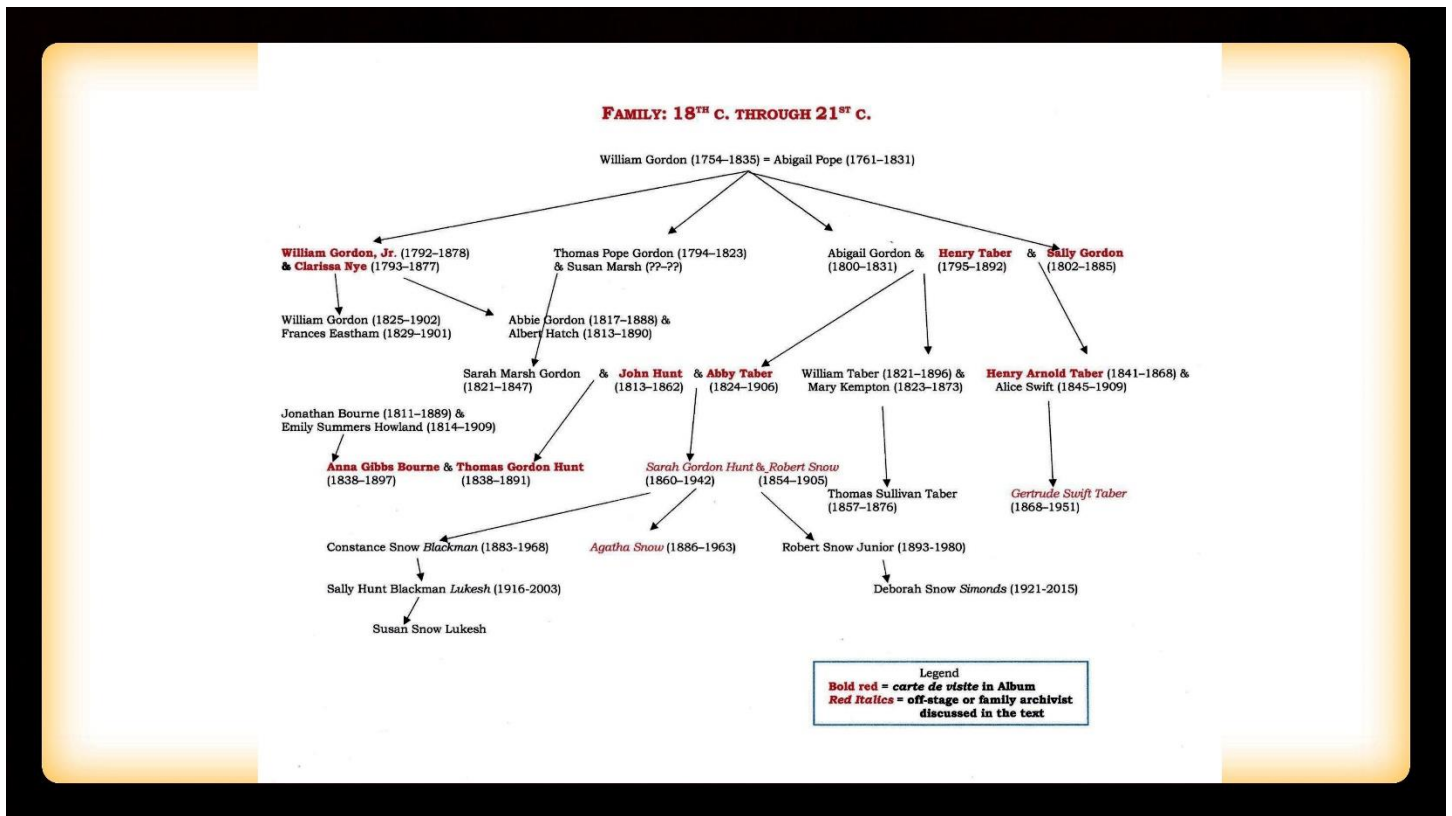 FAMILY: 18TH C. THROUGH 21ST C.
William Gordon (1754–1835) = Abigail Pope (1761–1831)
William Gordon, Jr. (1792–1878)
& Clarissa Nye (1793–1877)
Thomas Pope Gordon (1794–1823)
& Susan Marsh (??–??)
Abigail Gordon & Henry Taber & Sally Gordon
(1800–1831) (1795–1892) (1802–1885)
William Gordon (1825–1902)
Frances Eastham (1829–1901)
Abbie Gordon (1817–1888) &
Albert Hatch (1813–1890)
Sarah Marsh Gordon & John Hunt & Abby Taber
(1821–1847) (1813–1862) (1824–1906)
William Taber (1821–1896) &
Mary Kempton (1823–1873)
Henry Arnold Taber (1841–1868) &
Alice Swift (1845–1909)
Jonathan Bourne (1811–1889) &
Emily Summers Howland (1814–1909)
Anna Gibbs Bourne & Thomas Gordon Hunt
(1838–1897) (1838–1891)
Sarah Gordon Hunt & Robert Snow
(1860–1942) (1854–1905)
Thomas Sullivan Taber
(1857–1876)
Gertrude Swift Taber
(1868–1951)
Constance Snow Blackman (1883-1968)
Agatha Snow (1886–1963)
Robert Snow Junior (1893-1980)
Sally Hunt Blackman Lukesh (1916-2003)
Deborah Snow Simonds (1921-2015)
Susan Snow Lukesh
Legend
Bold red = carte de visite in Album
Red Italics = off-stage or family archivist
discussed in the text